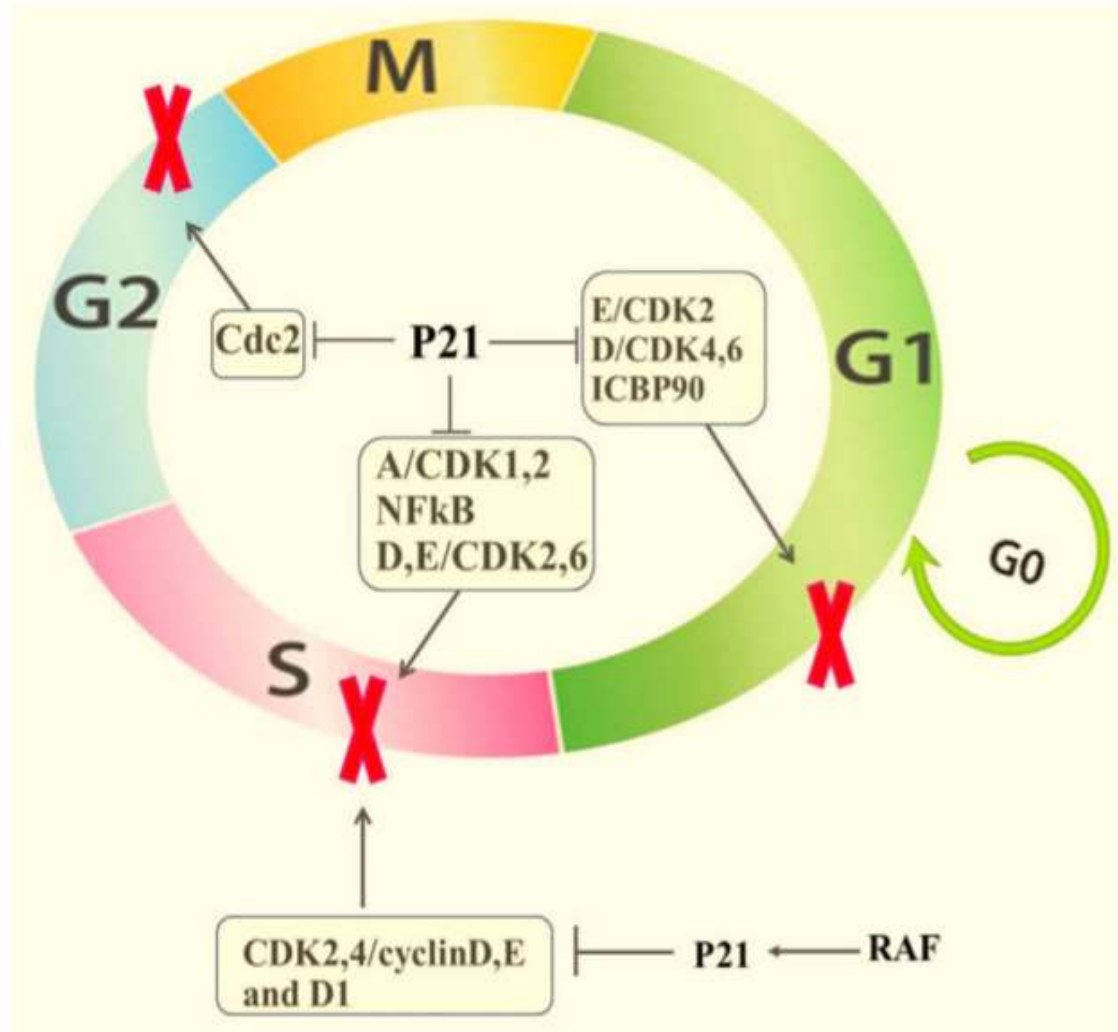 M
G2
Cdc2
P21
E/CDK2
D/CDK4,6
ICBP90
G1
A/CDK1,2
NFkB
D,E/CDK2,6
G0
S
CDK2,4/cyclinD,E
and D1
P21
RAF